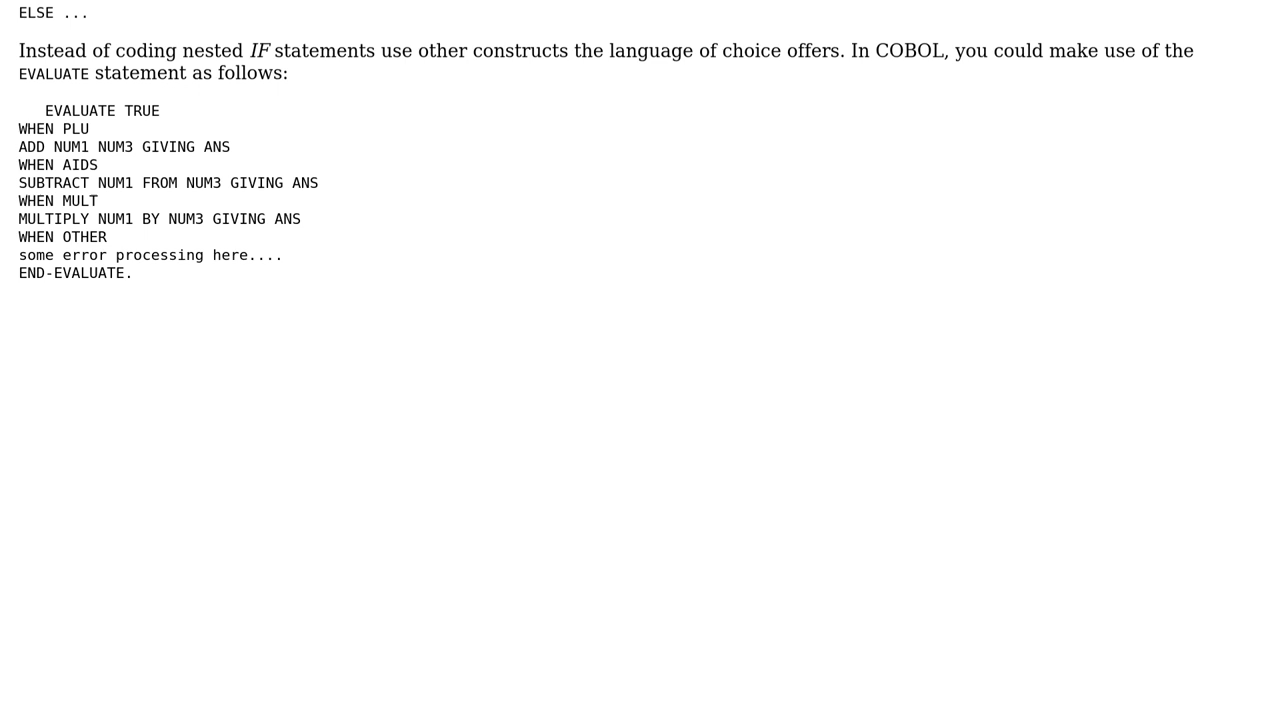 ELSE ...
Instead of coding nested IF statements use other constructs the language of choice offers. In COBOL, you could make use of the
EVALUATE statement as follows:
EVALUATE TRUE
WHEN PLU
ADD NUM1 NUM3 GIVING ANS
WHEN AIDS
SUBTRACT NUM1 FROM NUM3 GIVING ANS
WHEN MULT
MULTIPLY NUM1 BY NUM3 GIVING ANS
WHEN OTHER
some error processing here....
END-EVALUATE.